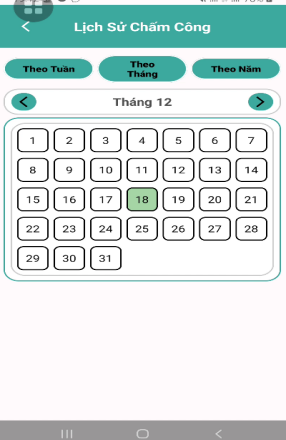 Lịch Sử Chấm Công
Theo Tuần
Theo
Tháng
Theo Năm
Tháng 12
1 2 3 4 5 6 7
8 9 10 11 12 13 14
15 16 17 18 19 20 21
22 23 24 25 26 27 28
29 30 31